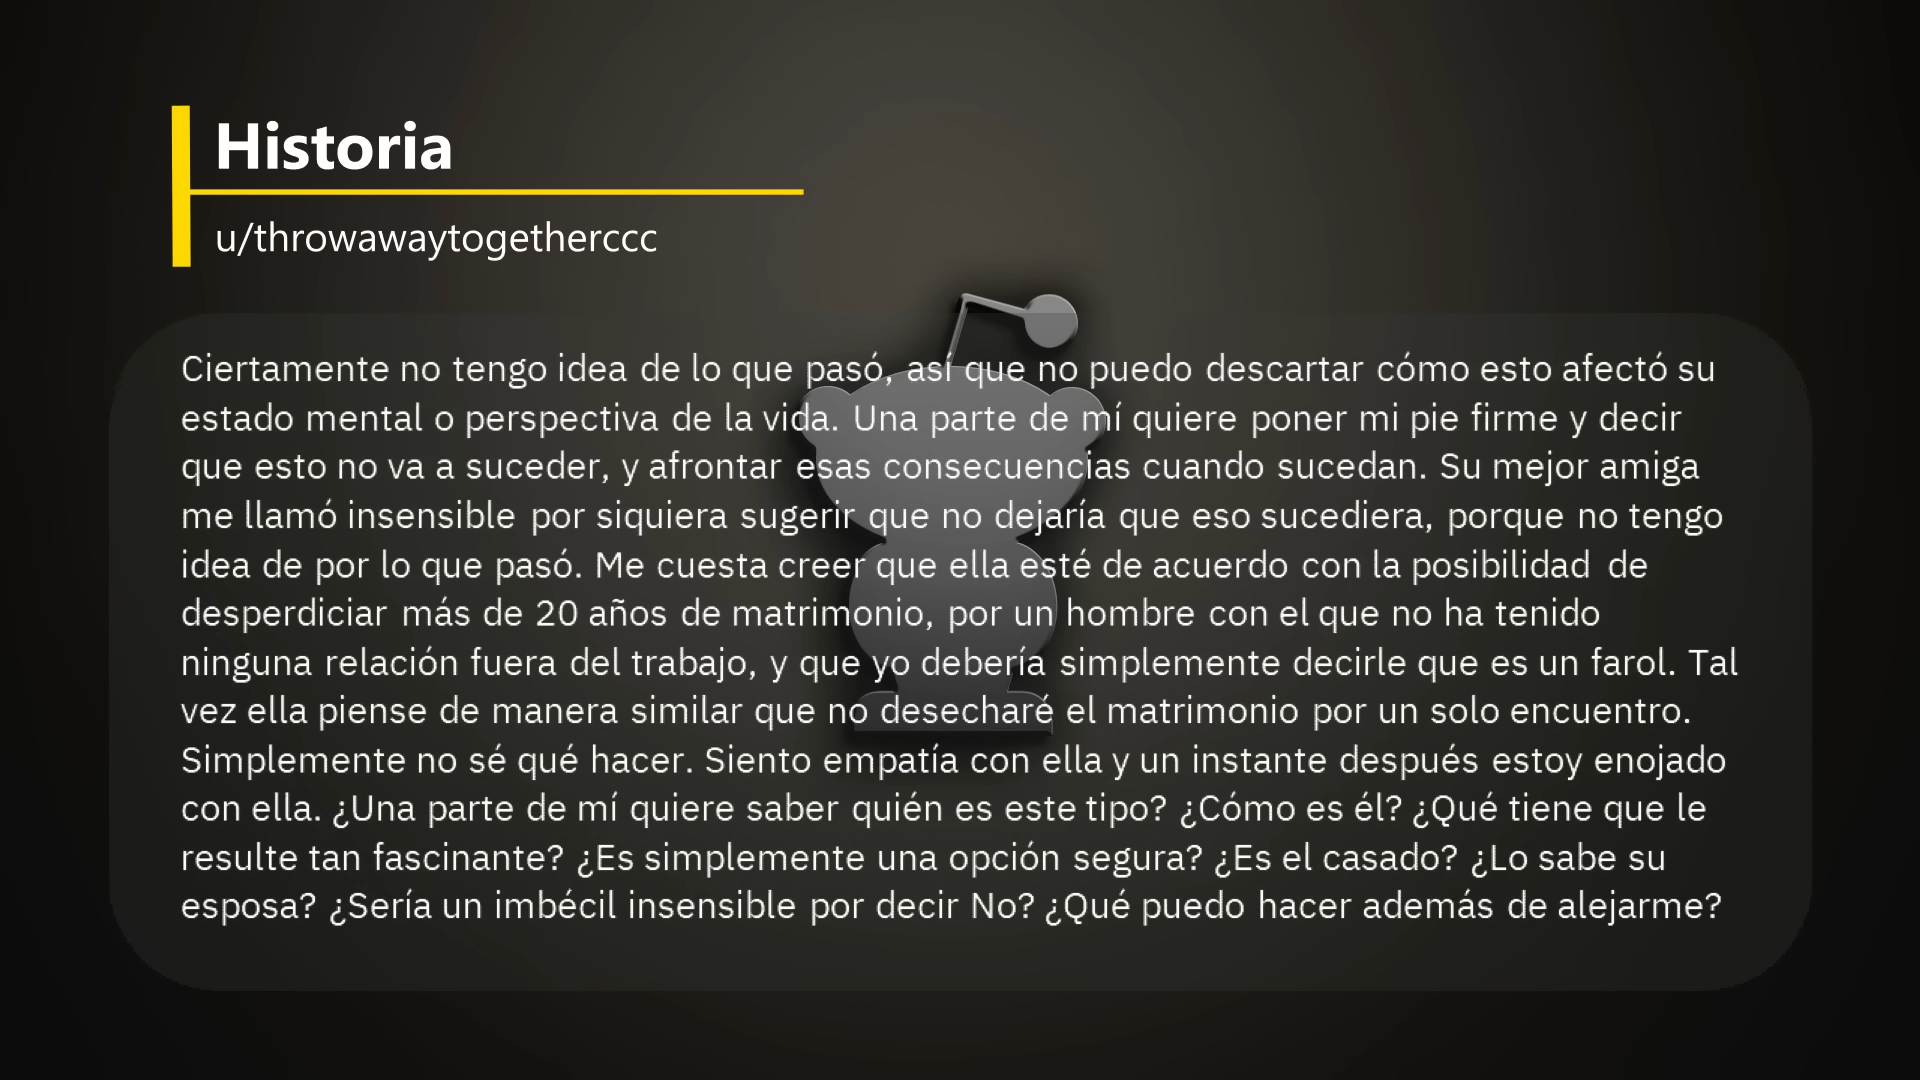 Historia
u/throwawaytogetherccc
Ciertamente no tengo idea de lo que pasó, así que no puedo descartar cómo esto afectó su
estado mental o perspectiva de la vida. Una parte de mí quiere poner mi pie firme y decir
que esto no va a suceder, y afrontar esas consecuencias cuando sucedan. Su mejor amiga
me llamó insensible por siquiera sugerir que no dejaría que eso sucediera, porque no tengo
idea de por lo que pasó. Me cuesta creer que ella esté de acuerdo con la posibilidad de
desperdiciar más de 20 años de matrimonio, por un hombre con el que no ha tenido
ninguna relación fuera del trabajo, y que yo debería simplemente decirle que es un farol. Tal
vez ella piense de manera similar que no desecharé el matrimonio por un solo encuentro.
Simplemente no sé qué hacer. Siento empatía con ella y un instante después estoy enojado
con ella. ¿Una parte de mí quiere saber quién es este tipo? ¿Cómo es él? ¿Qué tiene que le
resulte tan fascinante? ¿Es simplemente una opción segura? ¿Es el casado? ¿Lo sabe su
esposa? ¿Sería un imbécil insensible por decir No? ¿Qué puedo hacer además de alejarme?